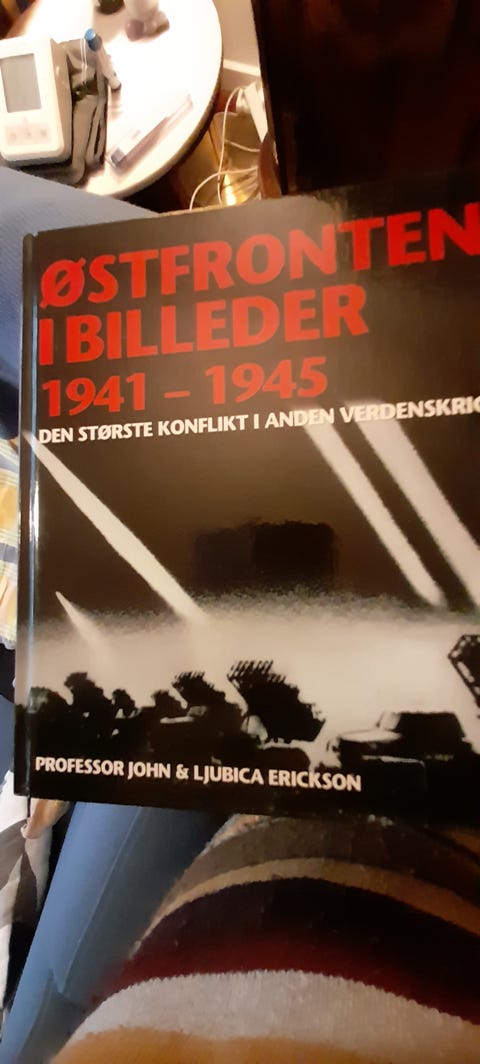 ØSTFRONTEN
I BILLEDER
1941 – 1945
DEN STØRSTE KONFLIKT I ANDEN VERDENSKRIG
PROFESSOR JOHN & LJUBICA ERICKSON